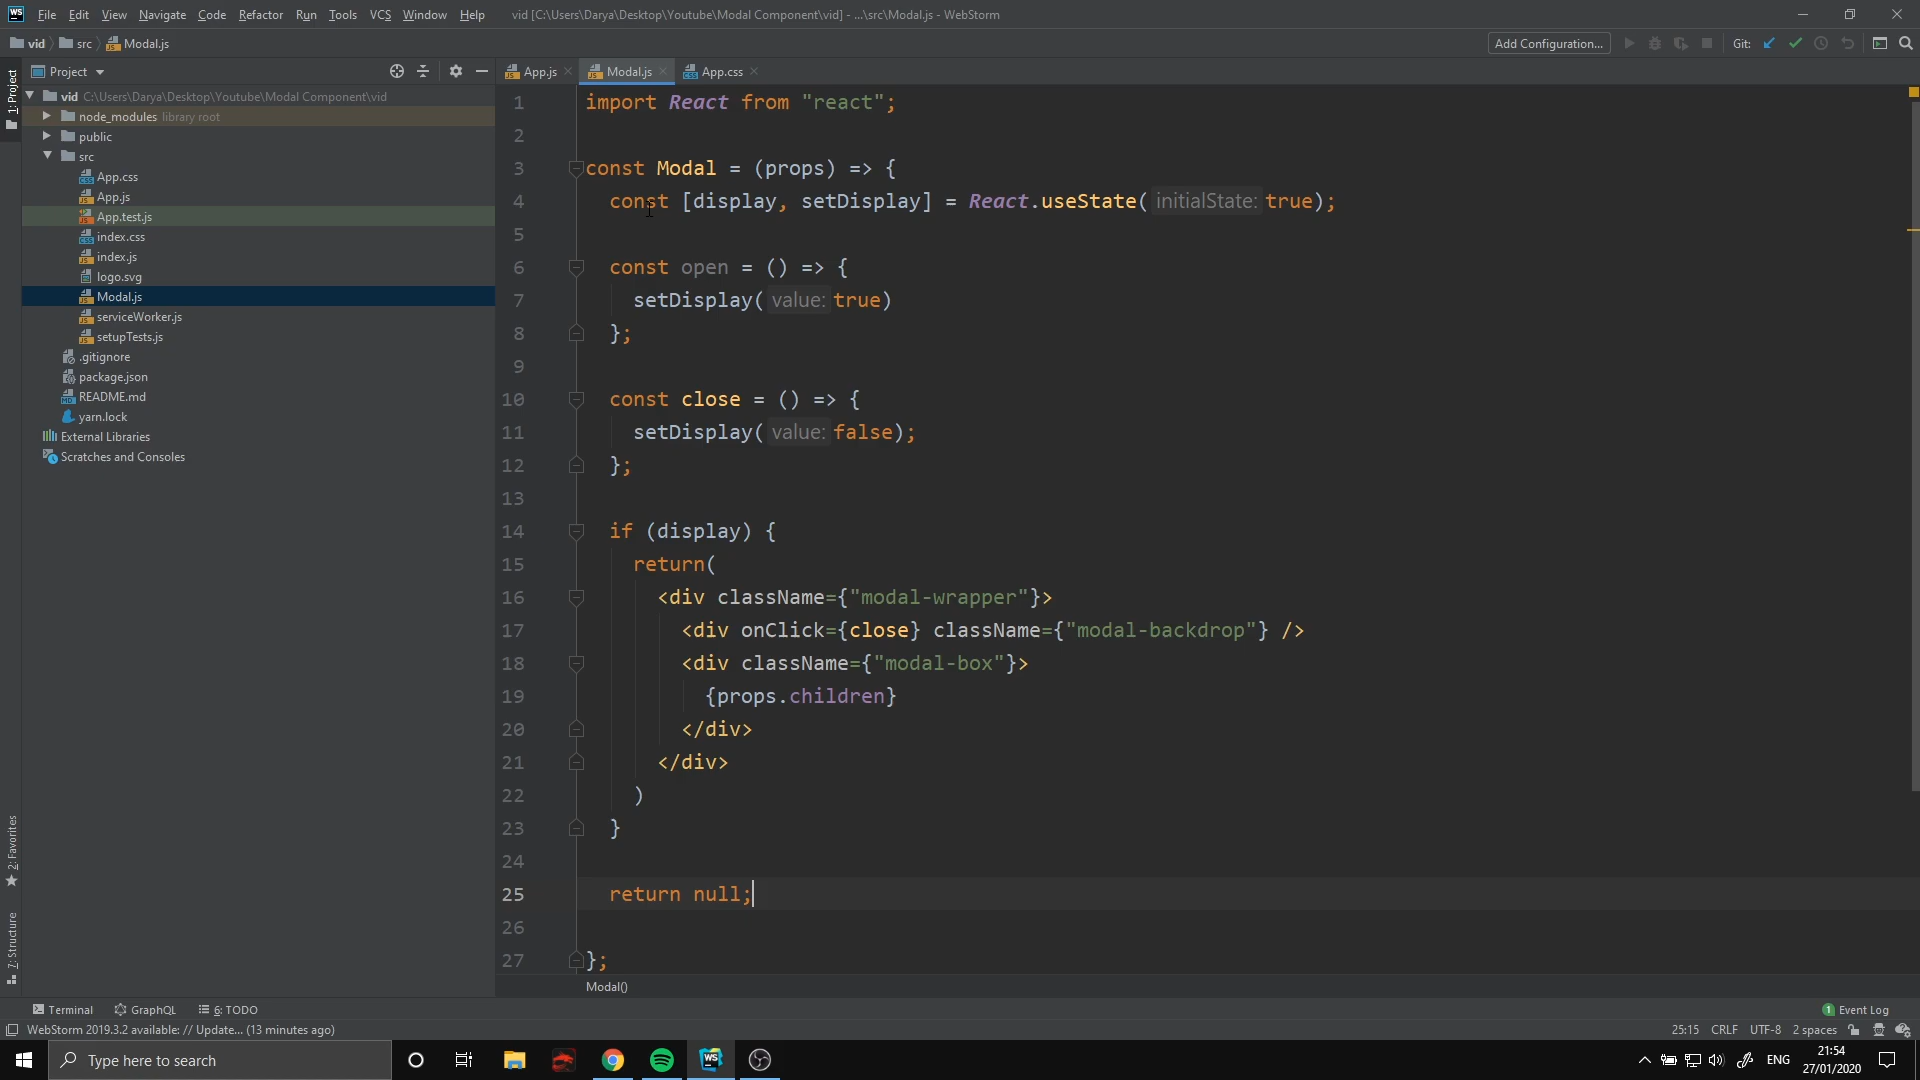 WS File Edit View Navigate Code Refactor Run Tools VCS Window Help vid [C:\Users\Darya\Desktop\Youtube\Modal Component\vid] - ...\src\Modal.js - WebStorm
vid src Modal.js Add Configuration... Git:
Project
App.js Modal.js App.css
1: Project
vid C:\Users\Darya\Desktop\Youtube\Modal Component\vid
node_modules library root
public
src
App.css
App.js
App.test.js
index.css
index.js
logo.svg
Modal.js
serviceWorker.js
setupTests.js
.gitignore
package.json
README.md
yarn.lock
External Libraries
Scratches and Consoles
2: Favorites
7: Structure
1 import React from "react";
2
3 const Modal = (props) => {
4 const [display, setDisplay] = React.useState( initialState: true);
5
6 const open = () => {
7 setDisplay( value: true)
8 };
9
10 const close = () => {
11 setDisplay( value: false);
12 };
13
14 if (display) {
15 return(
16 <div className={"modal-wrapper"}>
17 <div onClick={close} className={"modal-backdrop"} />
18 <div className={"modal-box"}>
19 {props.children}
20 </div>
21 </div>
22 )
23 }
24
25 return null;
26
27 };
Modal()
Terminal GraphQL 6: TODO 1 Event Log
WebStorm 2019.3.2 available: // Update... (13 minutes ago) 25:15 CRLF UTF-8 2 spaces
Type here to search WS ENG 21:54
27/01/2020